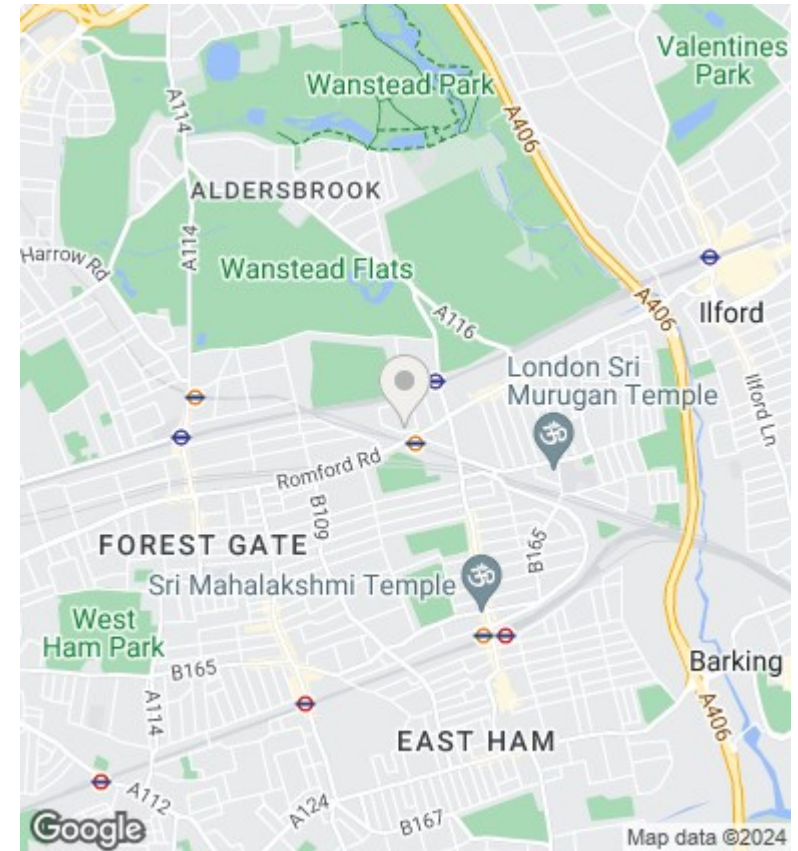 Valentines
Park
Wanstead Park
A114
A406
ALDERSBROOK
A114
Harrow Rd
Wanstead Flats
A406
A406
Ilford
A116
London Sri
Murugan Temple
Ilford Ln
Romford Rd
B109
FOREST GATE
B165
Sri Mahalakshmi Temple
West
Ham Park
B165
Barking
A114
A406
EAST HAM
A112
A124
B167
Google
Map data ©2024